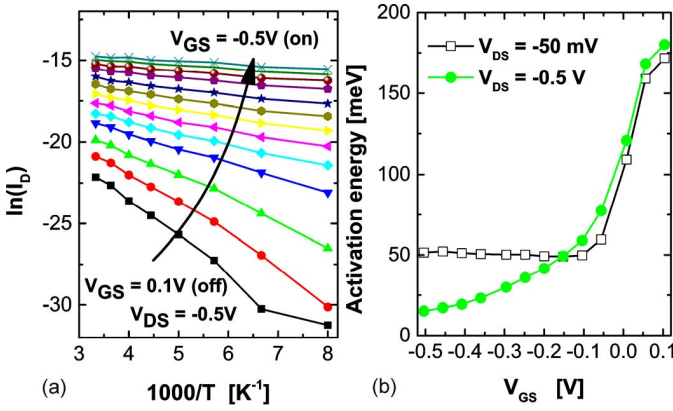 V_GS = -0.5V (on)
-15
-20
-25
-30
ln(I_D)
V_GS = 0.1V (off)
V_DS = -0.5V
3 4 5 6 7 8
(a) 1000/T [K⁻¹]
V_DS = -50 mV
V_DS = -0.5 V
200
150
100
50
0
Activation energy [meV]
-0.5 -0.4 -0.3 -0.2 -0.1 0.0 0.1
(b) V_GS [V]